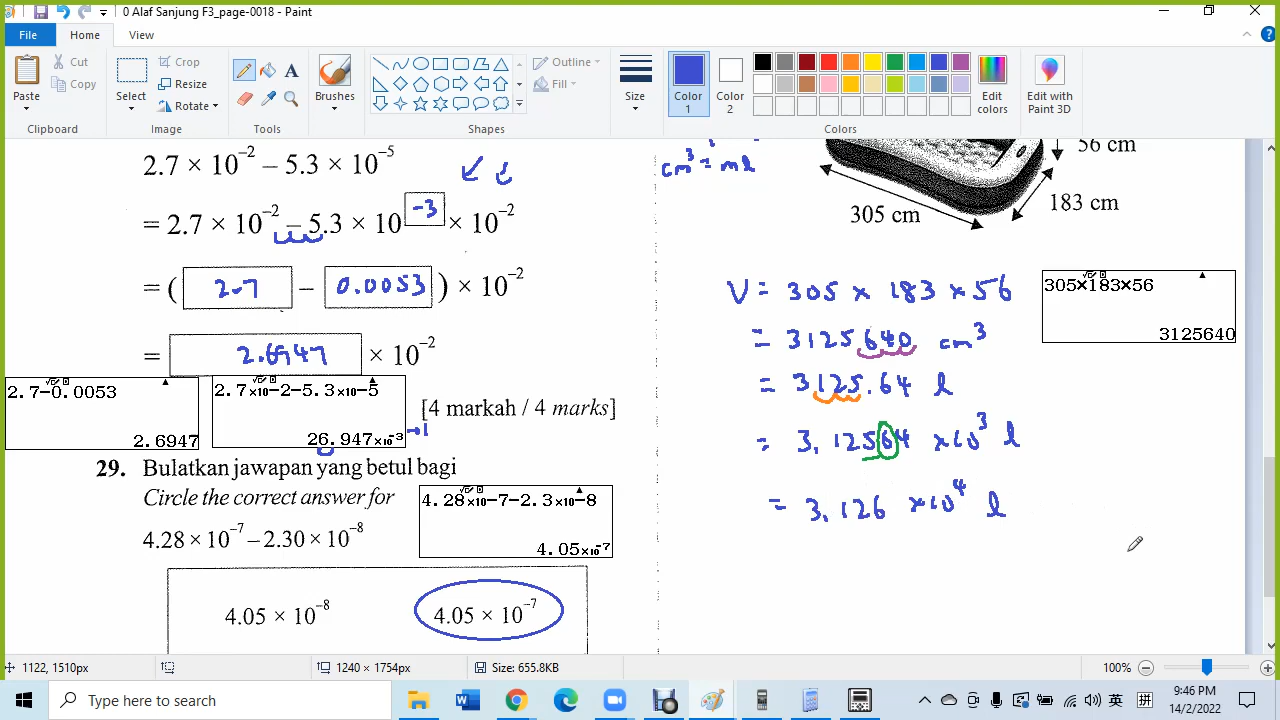 0 Alaf Sanjung F3_page-0018 - Paint
File
Home
View
Paste
Cut
Copy
Clipboard
Select
Crop
Resize
Rotate
Image
Tools
Brushes
Shapes
Outline
Fill
Size
Color 1
Color 2
Edit colors
Edit with Paint 3D
Colors
2.7 × 10⁻² – 5.3 × 10⁻⁵
= 2.7 × 10⁻² – 5.3 × 10 -3 × 10⁻²
= ( 2.7 – 0.0053 ) × 10⁻²
= 2.6947 × 10⁻²
2.7-0.0053
2.6947
2.7×10-2-5.3×10-5
26.947×10⁻³
→1
[4 markah / 4 marks]
29. Bulatkan jawapan yang betul bagi
Circle the correct answer for
4.28 × 10⁻⁷ – 2.30 × 10⁻⁸
4.28×10-7-2.3×10-8
4.05×10⁻⁷
4.05 × 10⁻⁸
4.05 × 10⁻⁷
cm³ = ml
56 cm
183 cm
305 cm
V = 305 × 183 × 56
= 3125640 cm³
= 3125.64 l
= 3.12564 ×10³ l
= 3.126 ×10⁴ l
305×183×56
3125640
1122, 1510px
1240 × 1754px
Size: 655.8KB
100%
Type here to search
英
拼
9:46 PM
14/2/2022